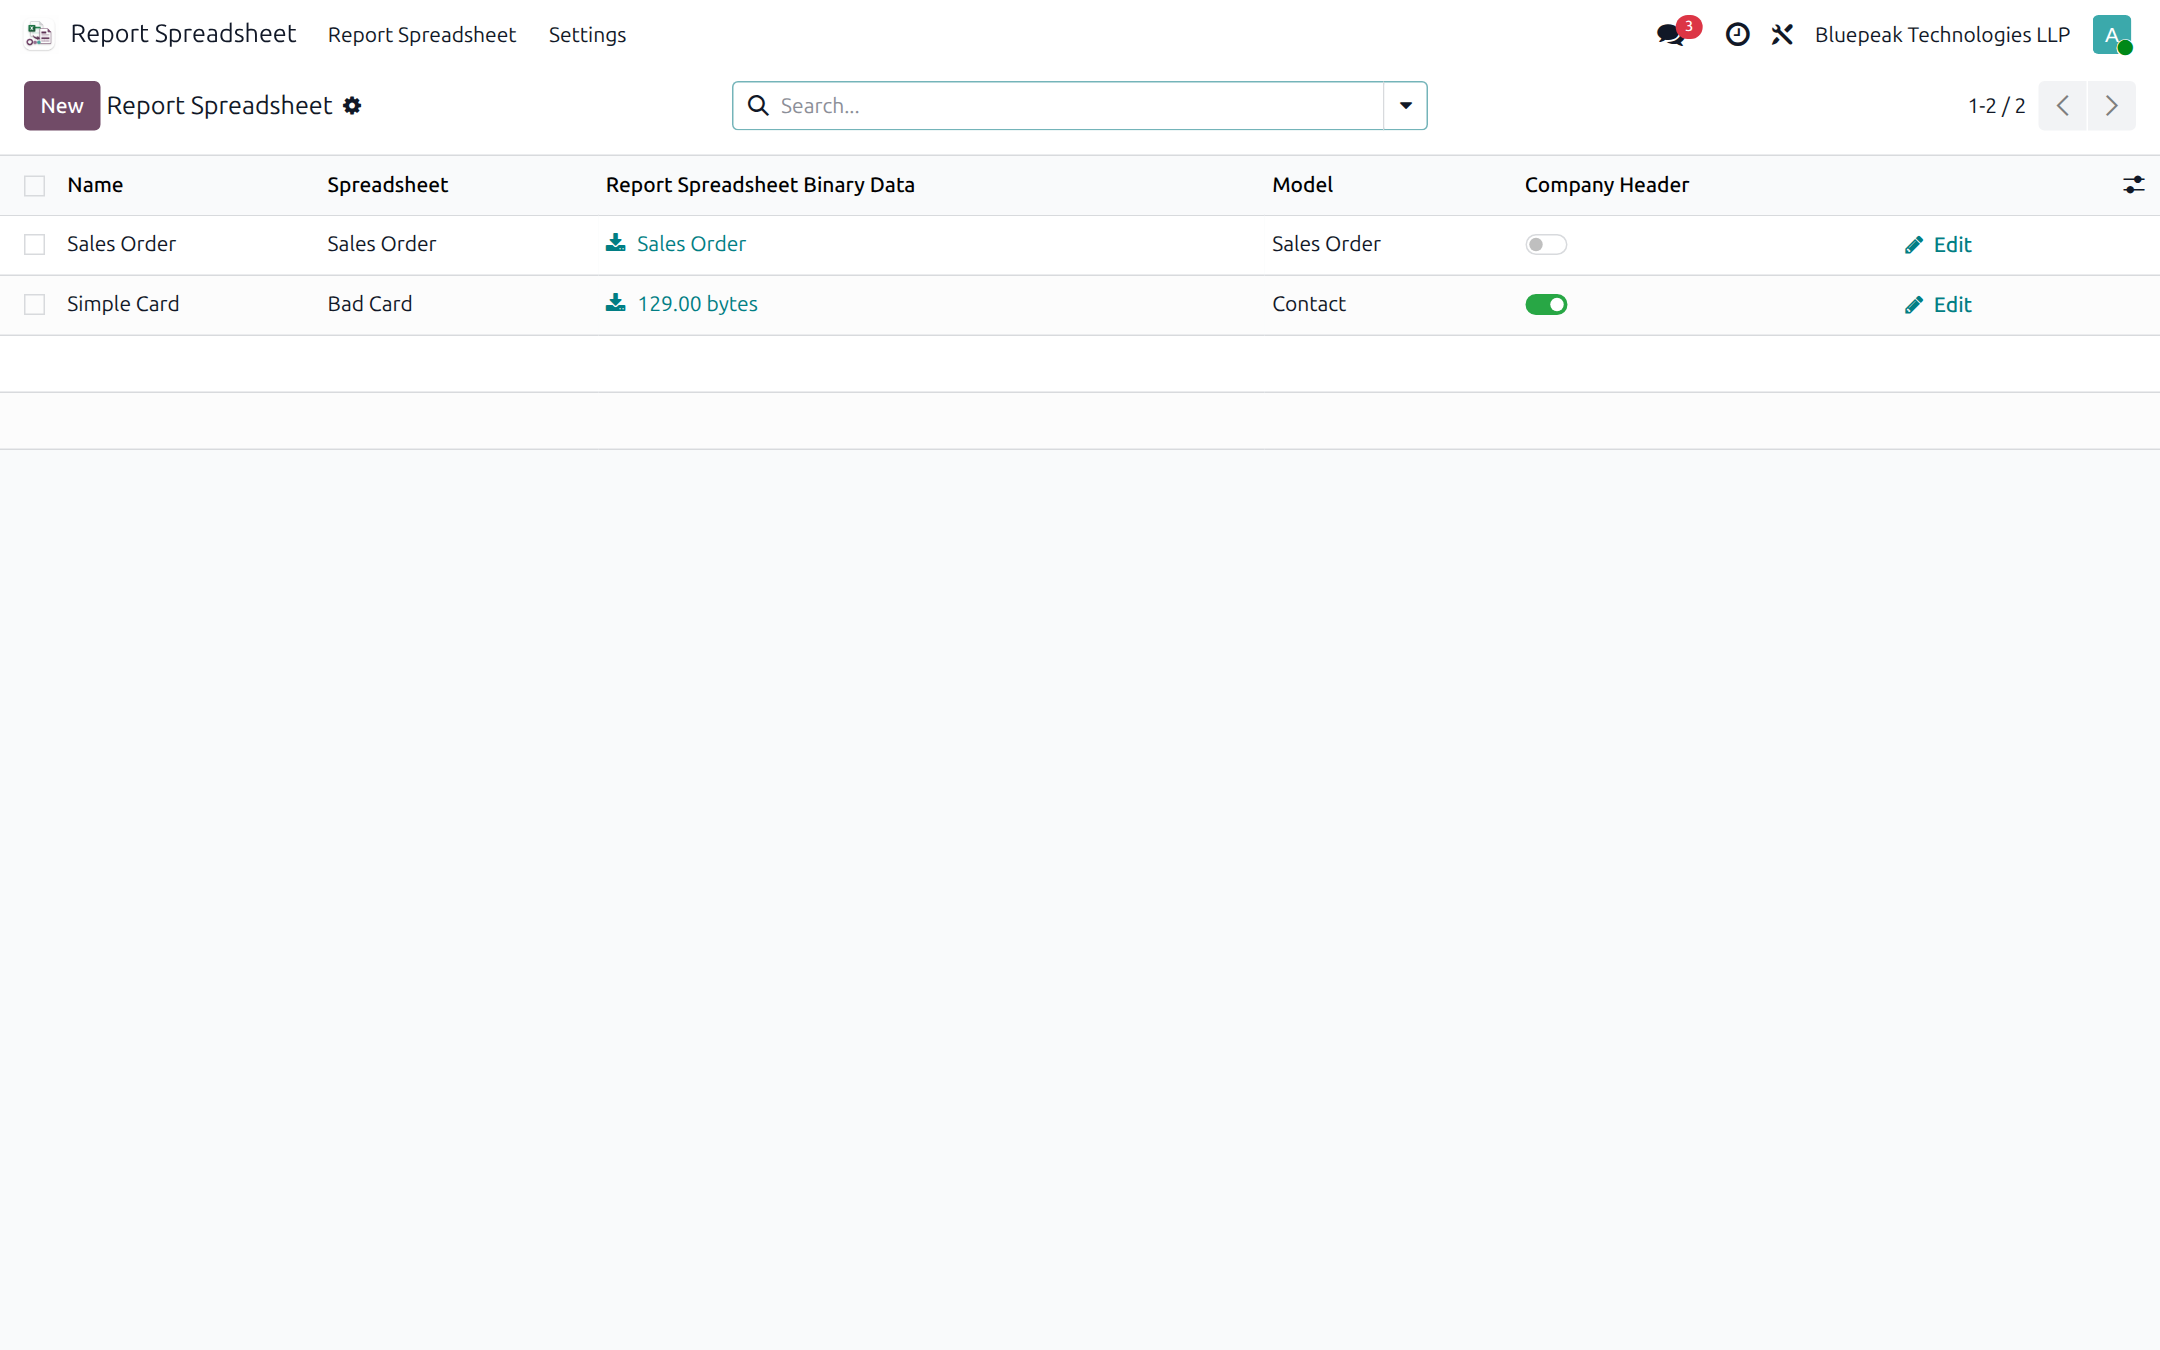 Report Spreadsheet Report Spreadsheet Settings 3 Bluepeak Technologies LLP A
New Report Spreadsheet Search... 1-2 / 2
Name Spreadsheet Report Spreadsheet Binary Data Model Company Header
Sales Order Sales Order Sales Order Sales Order Edit
Simple Card Bad Card 129.00 bytes Contact Edit